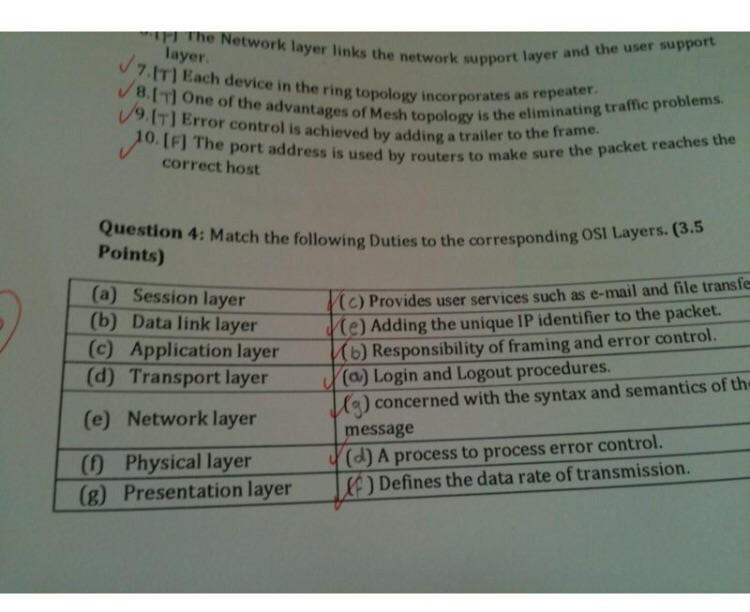 The Network layer links the network support layer and the user support
layer.
7.[T] Each device in the ring topology incorporates as repeater.
8.[T] One of the advantages of Mesh topology is the eliminating traffic problems.
9.[T] Error control is achieved by adding a trailer to the frame.
10. [F] The port address is used by routers to make sure the packet reaches the
correct host
Question 4: Match the following Duties to the corresponding OSI Layers. (3.5
Points)
(a) Session layer (c) Provides user services such as e-mail and file transfe
(b) Data link layer (e) Adding the unique IP identifier to the packet.
(c) Application layer (b) Responsibility of framing and error control.
(d) Transport layer (a) Login and Logout procedures.
(e) Network layer (g) concerned with the syntax and semantics of the
message
(f) Physical layer (d) A process to process error control.
(g) Presentation layer (f) Defines the data rate of transmission.